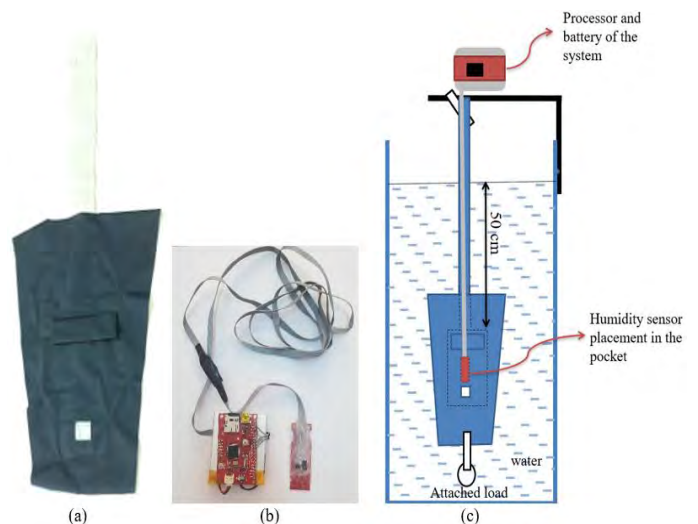 Processor and
battery of the
system
50 cm
Humidity sensor
placement in the
pocket
water
Attached load
(a)
(b)
(c)